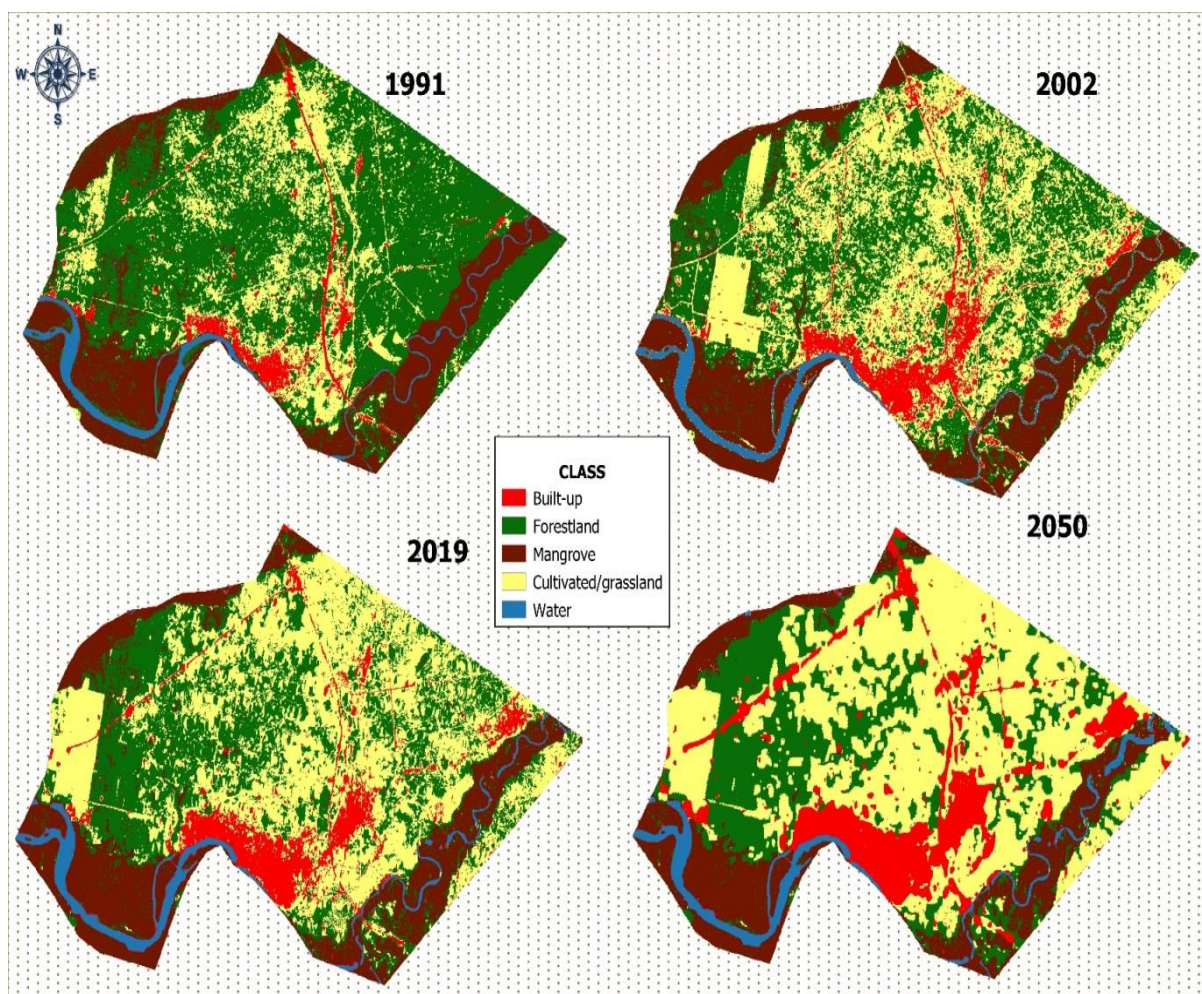 N
W E
S
1991
2002
CLASS
Built-up
Forestland
Mangrove
Cultivated/grassland
Water
2019
2050